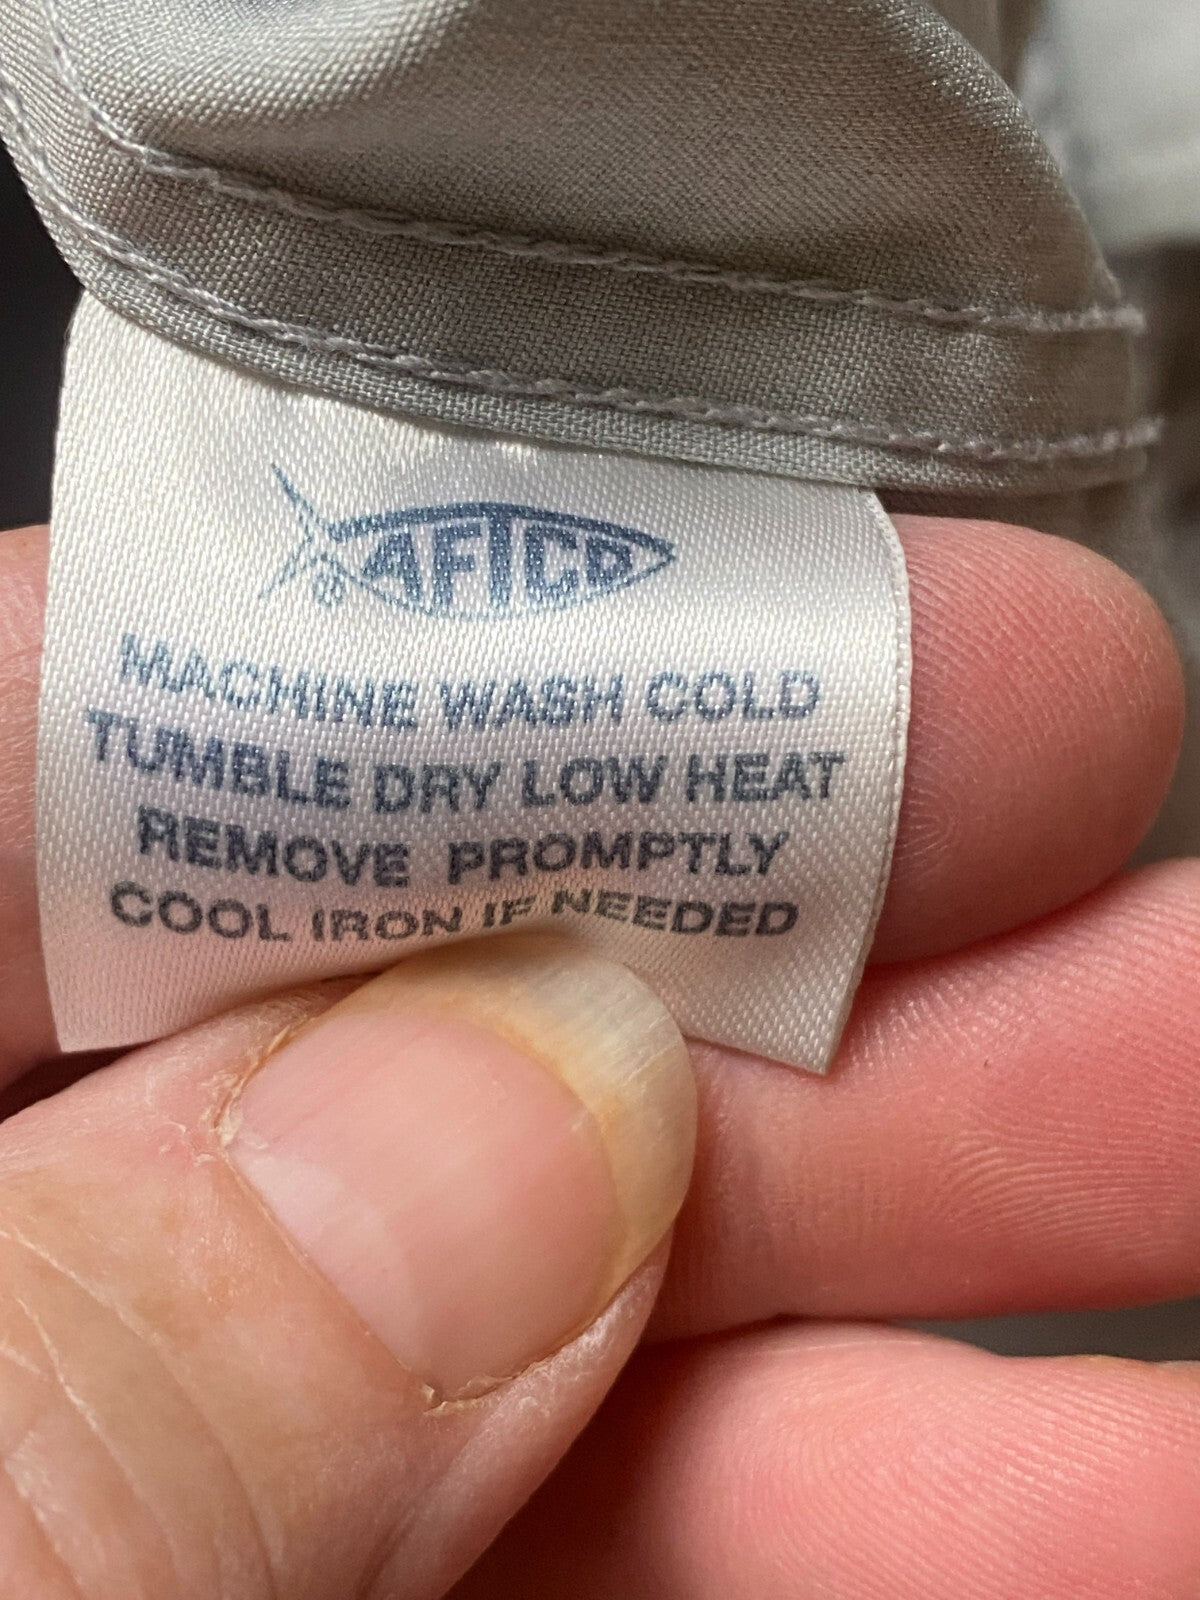 AFTCO
MACHINE WASH COLD
TUMBLE DRY LOW HEAT
REMOVE PROMPTLY
COOL IRON IF NEEDED